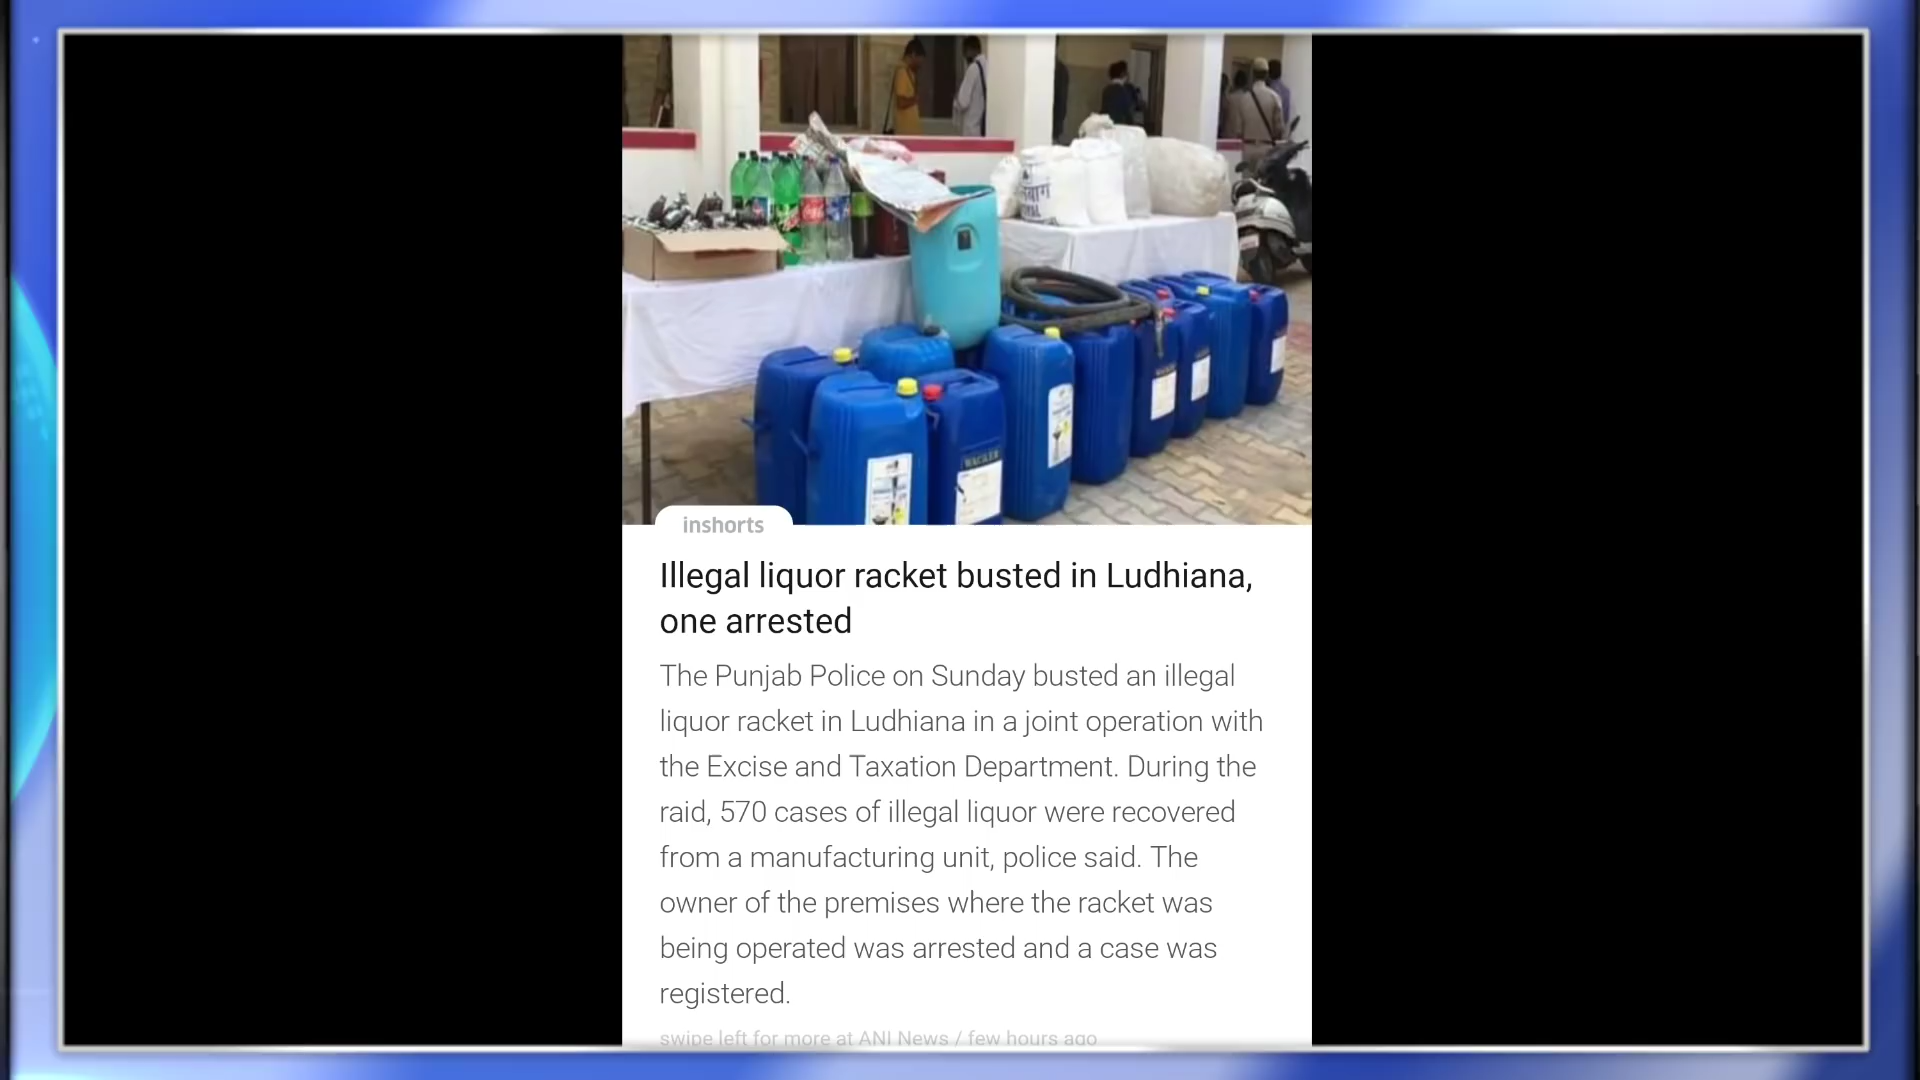 WACKER
inshorts
Illegal liquor racket busted in Ludhiana,
one arrested
The Punjab Police on Sunday busted an illegal
liquor racket in Ludhiana in a joint operation with
the Excise and Taxation Department. During the
raid, 570 cases of illegal liquor were recovered
from a manufacturing unit, police said. The
owner of the premises where the racket was
being operated was arrested and a case was
registered.
swipe left for more at ANI News / few hours ago